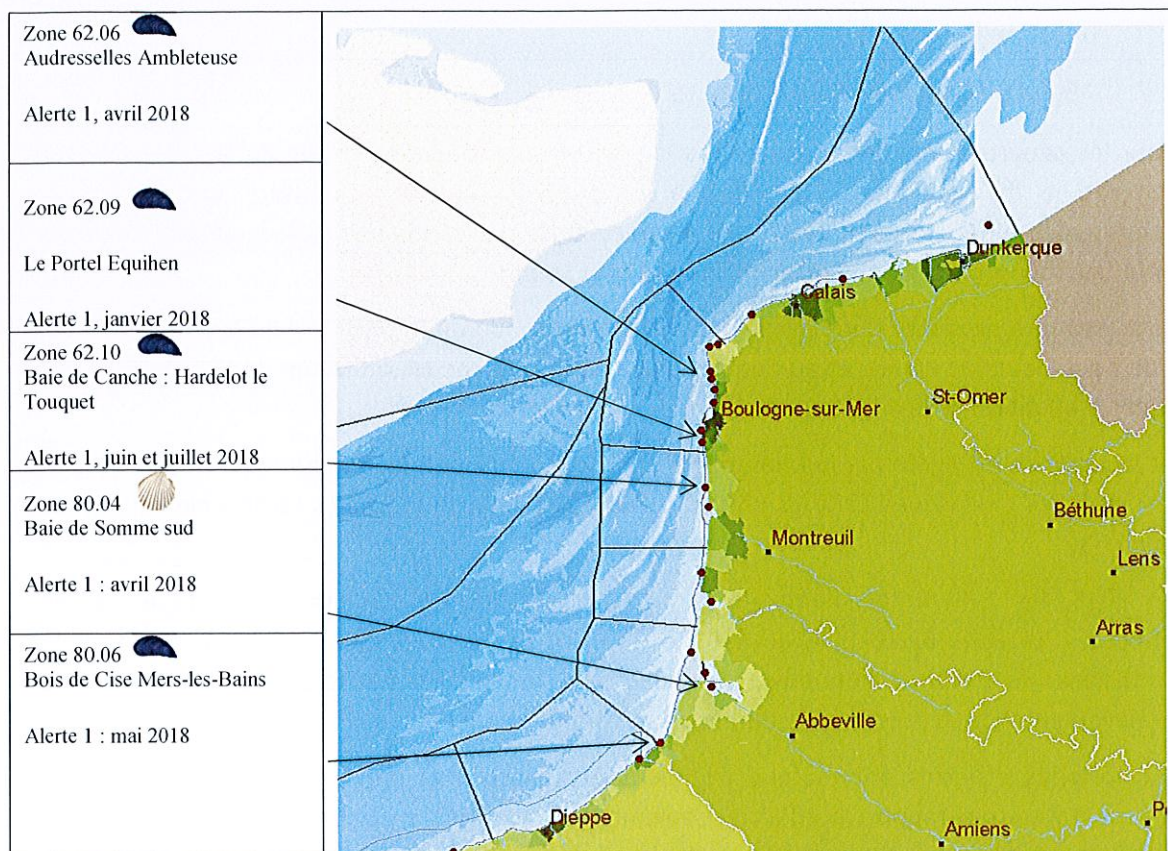 Zone 62.06
Audresselles Ambleteuse
Alerte 1, avril 2018
Zone 62.09
Le Portel Equihen
Alerte 1, janvier 2018
Zone 62.10
Baie de Canche : Hardelot le
Touquet
Alerte 1, juin et juillet 2018
Zone 80.04
Baie de Somme sud
Alerte 1 : avril 2018
Zone 80.06
Bois de Cise Mers-les-Bains
Alerte 1 : mai 2018
Dunkerque
Calais
St-Omer
Boulogne-sur-Mer
Béthune
Montreuil
Lens
Arras
Abbeville
Dieppe
Amiens